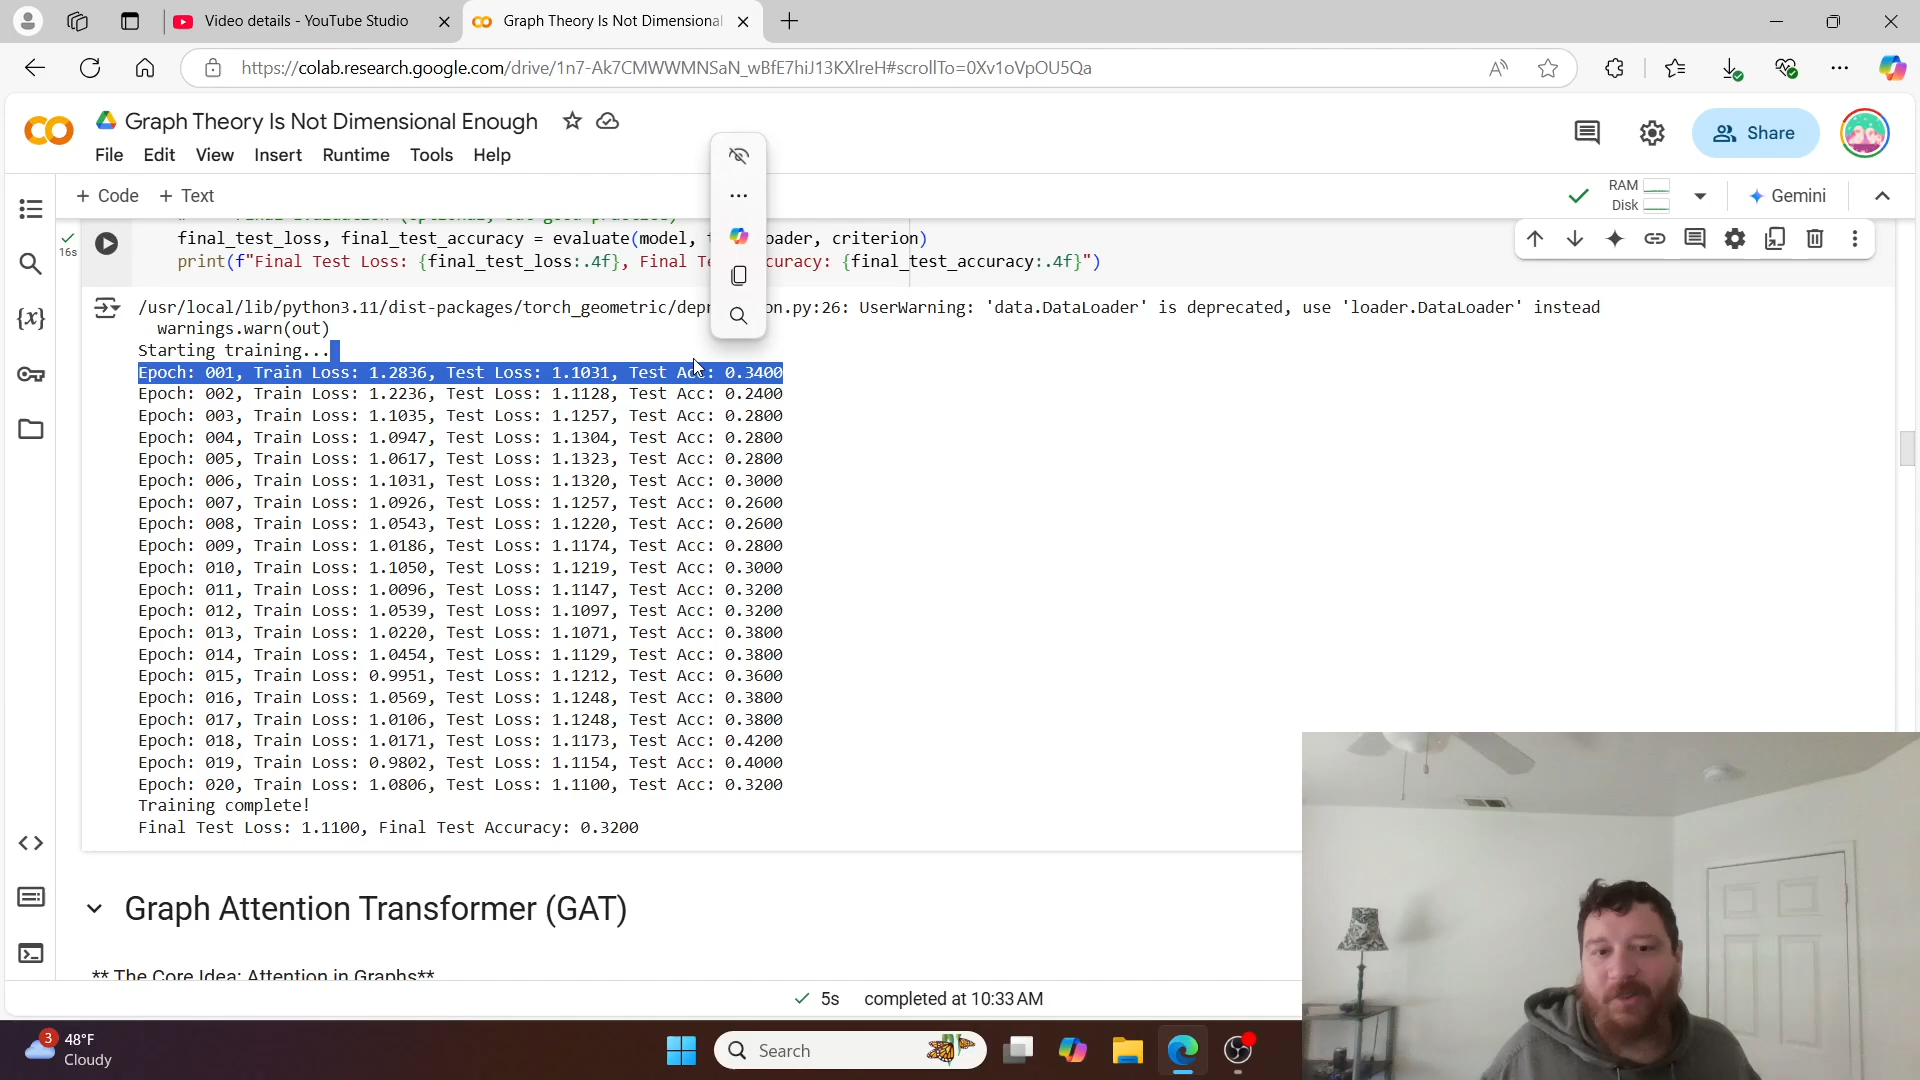 Video details - YouTube Studio
Graph Theory Is Not Dimensional
https://colab.research.google.com/drive/1n7-Ak7CMWWMNSaN_wBfE7hiJ13KXlreH#scrollTo=0Xv1oVpOU5Qa
Graph Theory Is Not Dimensional Enough
Share
File Edit View Insert Runtime Tools Help
+ Code + Text
RAM
Disk
Gemini
16s
final_test_loss, final_test_accuracy = evaluate(model, oader, criterion)
print(f"Final Test Loss: {final_test_loss:.4f}, Final Te curacy: {final_test_accuracy:.4f}")
/usr/local/lib/python3.11/dist-packages/torch_geometric/depr on.py:26: UserWarning: 'data.DataLoader' is deprecated, use 'loader.DataLoader' instead
warnings.warn(out)
Starting training...
Epoch: 001, Train Loss: 1.2836, Test Loss: 1.1031, Test Acc: 0.3400
Epoch: 002, Train Loss: 1.2236, Test Loss: 1.1128, Test Acc: 0.2400
Epoch: 003, Train Loss: 1.1035, Test Loss: 1.1257, Test Acc: 0.2800
Epoch: 004, Train Loss: 1.0947, Test Loss: 1.1304, Test Acc: 0.2800
Epoch: 005, Train Loss: 1.0617, Test Loss: 1.1323, Test Acc: 0.2800
Epoch: 006, Train Loss: 1.1031, Test Loss: 1.1320, Test Acc: 0.3000
Epoch: 007, Train Loss: 1.0926, Test Loss: 1.1257, Test Acc: 0.2600
Epoch: 008, Train Loss: 1.0543, Test Loss: 1.1220, Test Acc: 0.2600
Epoch: 009, Train Loss: 1.0186, Test Loss: 1.1174, Test Acc: 0.2800
Epoch: 010, Train Loss: 1.1050, Test Loss: 1.1219, Test Acc: 0.3000
Epoch: 011, Train Loss: 1.0096, Test Loss: 1.1147, Test Acc: 0.3200
Epoch: 012, Train Loss: 1.0539, Test Loss: 1.1097, Test Acc: 0.3200
Epoch: 013, Train Loss: 1.0220, Test Loss: 1.1071, Test Acc: 0.3800
Epoch: 014, Train Loss: 1.0454, Test Loss: 1.1129, Test Acc: 0.3800
Epoch: 015, Train Loss: 0.9951, Test Loss: 1.1212, Test Acc: 0.3600
Epoch: 016, Train Loss: 1.0569, Test Loss: 1.1248, Test Acc: 0.3800
Epoch: 017, Train Loss: 1.0106, Test Loss: 1.1248, Test Acc: 0.3800
Epoch: 018, Train Loss: 1.0171, Test Loss: 1.1173, Test Acc: 0.4200
Epoch: 019, Train Loss: 0.9802, Test Loss: 1.1154, Test Acc: 0.4000
Epoch: 020, Train Loss: 1.0806, Test Loss: 1.1100, Test Acc: 0.3200
Training complete!
Final Test Loss: 1.1100, Final Test Accuracy: 0.3200
Graph Attention Transformer (GAT)
** The Core Idea: Attention in Graphs**
5s completed at 10:33 AM
3
48°F
Cloudy
Search